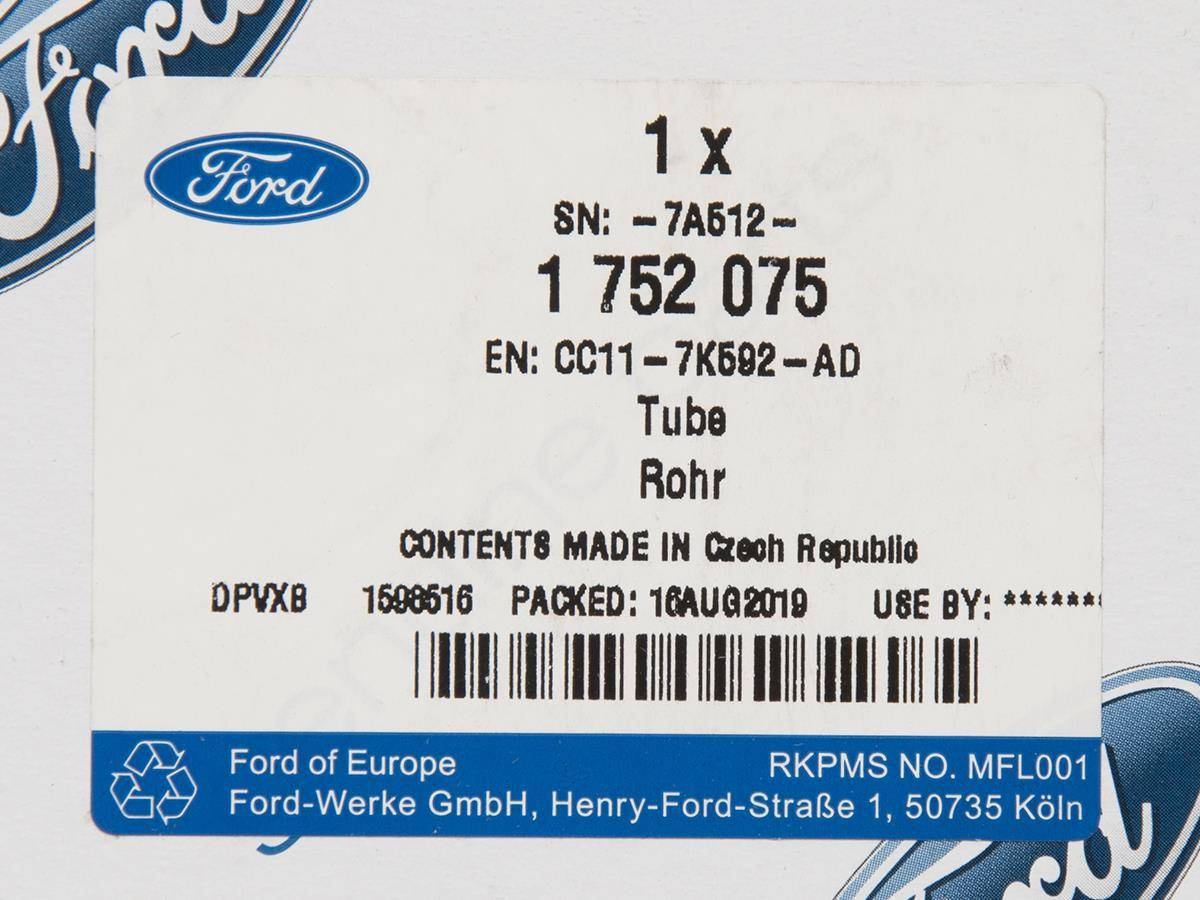 Ford
Ford
1 x
SN: -7A512-
1 752 075
EN: CC11-7K592-AD
Tube
Rohr
CONTENTS MADE IN Czech Republic
DPVXB 1598516 PACKED: 16AUG2019 USE BY: *******
Ford of Europe RKPMS NO. MFL001
Ford-Werke GmbH, Henry-Ford-Straße 1, 50735 Köln